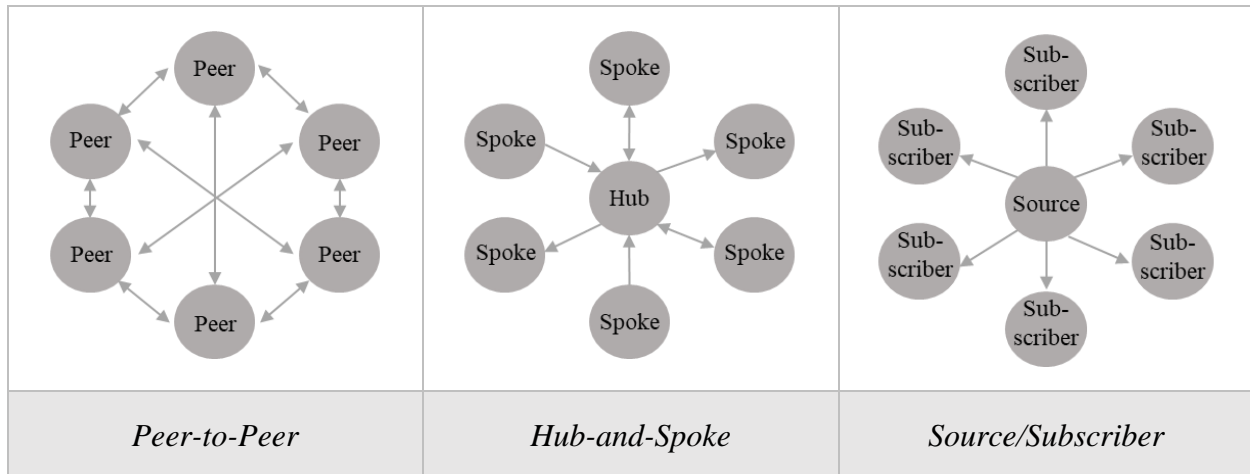 Peer
Peer
Peer
Peer
Peer
Peer
Peer-to-Peer
Spoke
Spoke
Spoke
Hub
Spoke
Spoke
Spoke
Hub-and-Spoke
Sub-
scriber
Sub-
scriber
Sub-
scriber
Source
Sub-
scriber
Sub-
scriber
Sub-
scriber
Source/Subscriber